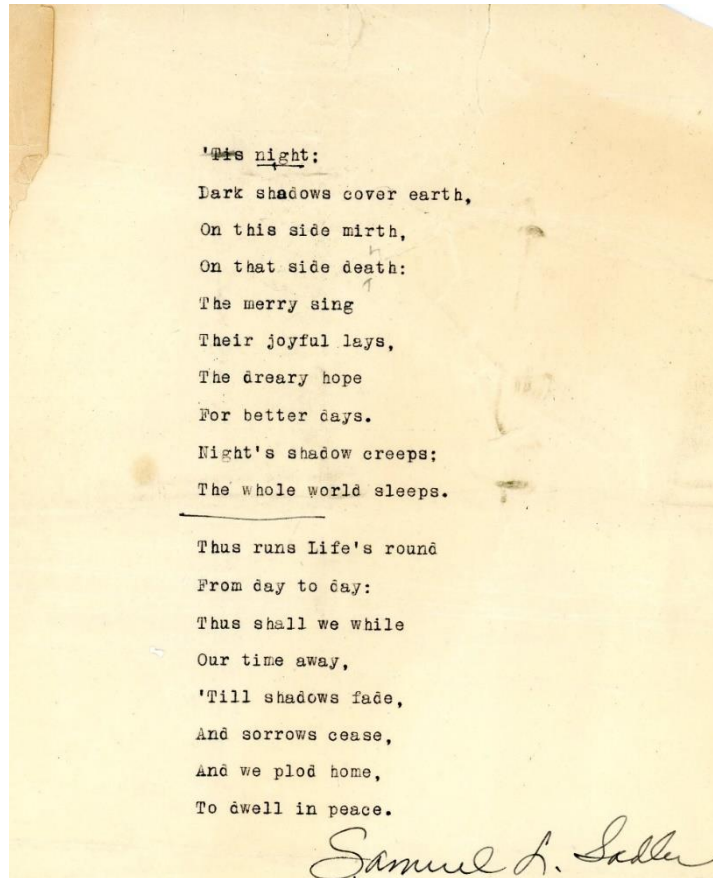 'Tis night:
Dark shadows cover earth,
On this side mirth,
On that side dearth:
The merry sing
Their joyful lays,
The dreary hope
For better days.
Night's shadow creeps;
The whole world sleeps.
Thus runs Life's round
From day to day:
Thus shall we while
Our time away,
'Till shadows fade,
And sorrows cease,
And we plod home,
To dwell in peace.
Samuel L. Sadler